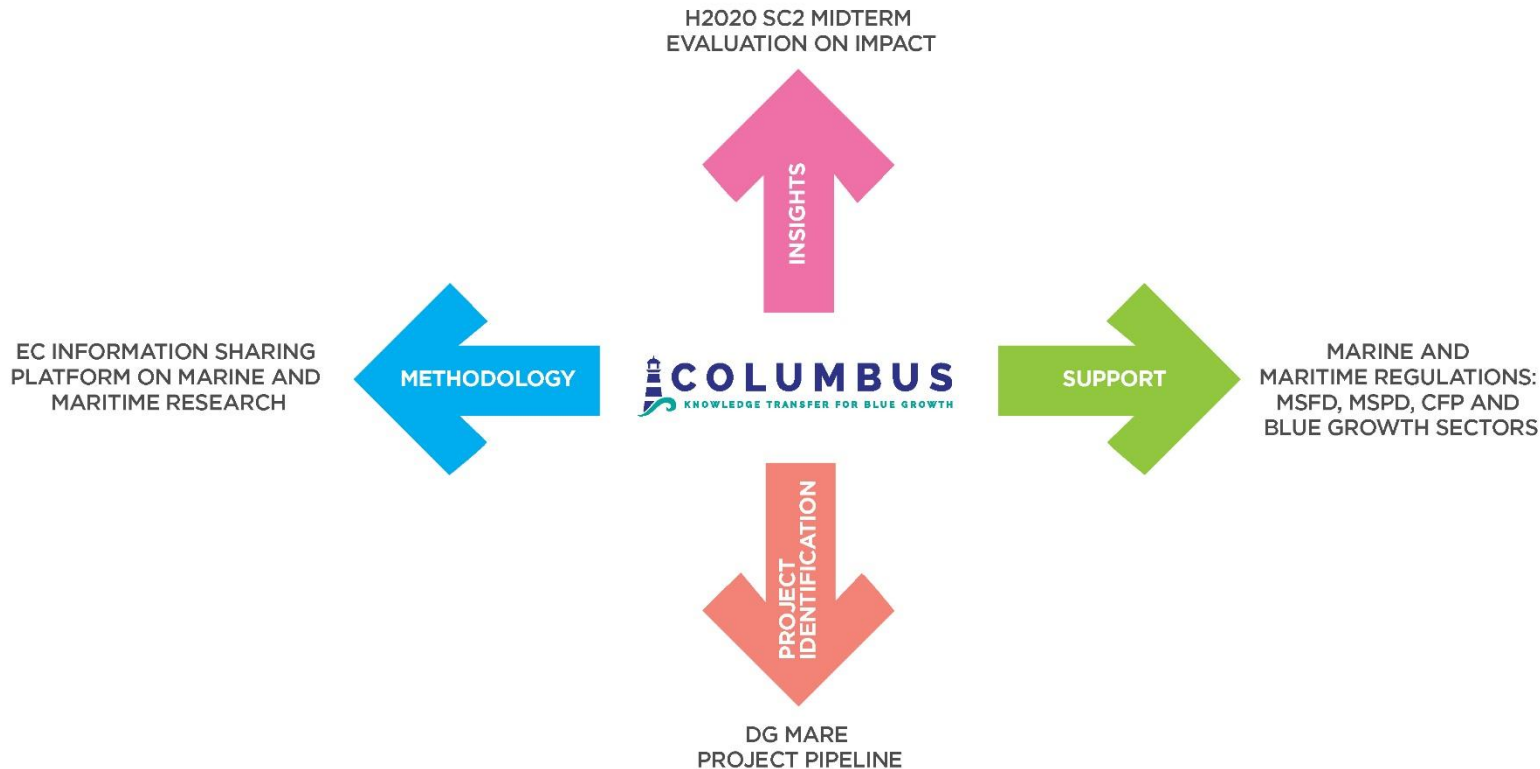 H2020 SC2 MIDTERM
EVALUATION ON IMPACT
INSIGHTS
EC INFORMATION SHARING
PLATFORM ON MARINE AND
MARITIME RESEARCH
METHODOLOGY
COLUMBUS
KNOWLEDGE TRANSFER FOR BLUE GROWTH
SUPPORT
MARINE AND
MARITIME REGULATIONS:
MSFD, MSPD, CFP AND
BLUE GROWTH SECTORS
PROJECT
IDENTIFICATION
DG MARE
PROJECT PIPELINE